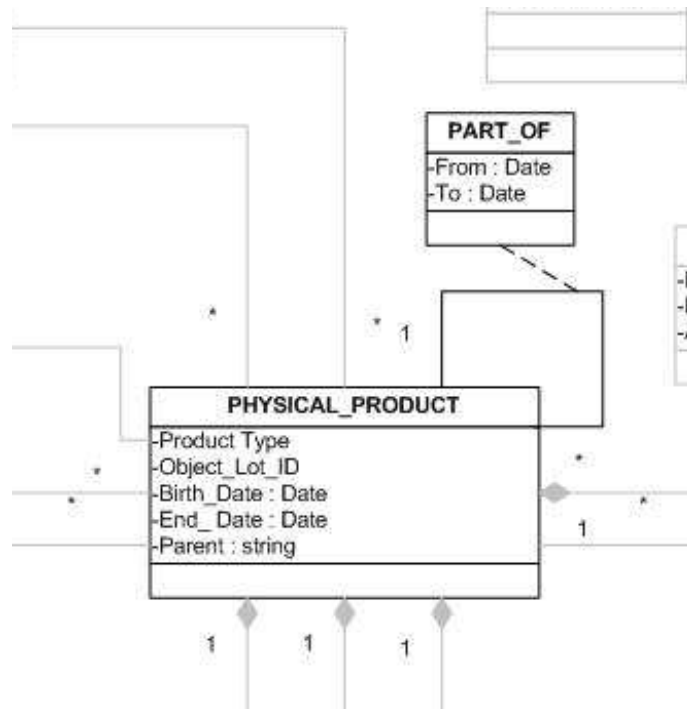 PART_OF
-From : Date
-To : Date
* * 1
PHYSICAL_PRODUCT
-Product Type
-Object_Lot_ID
-Birth_Date : Date
-End_ Date : Date
-Parent : string
* *
* *
1
1 1 1